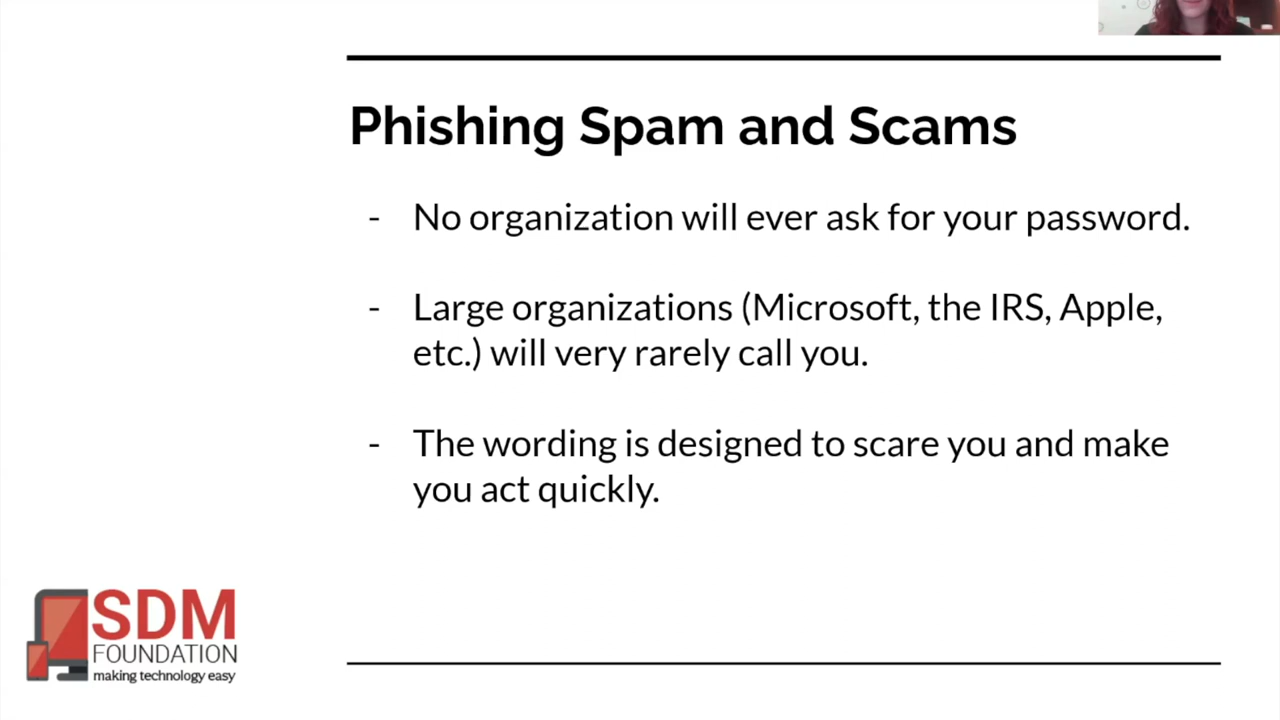 Phishing Spam and Scams
- No organization will ever ask for your password.
- Large organizations (Microsoft, the IRS, Apple,
etc.) will very rarely call you.
- The wording is designed to scare you and make
you act quickly.
SDM
FOUNDATION
making technology easy